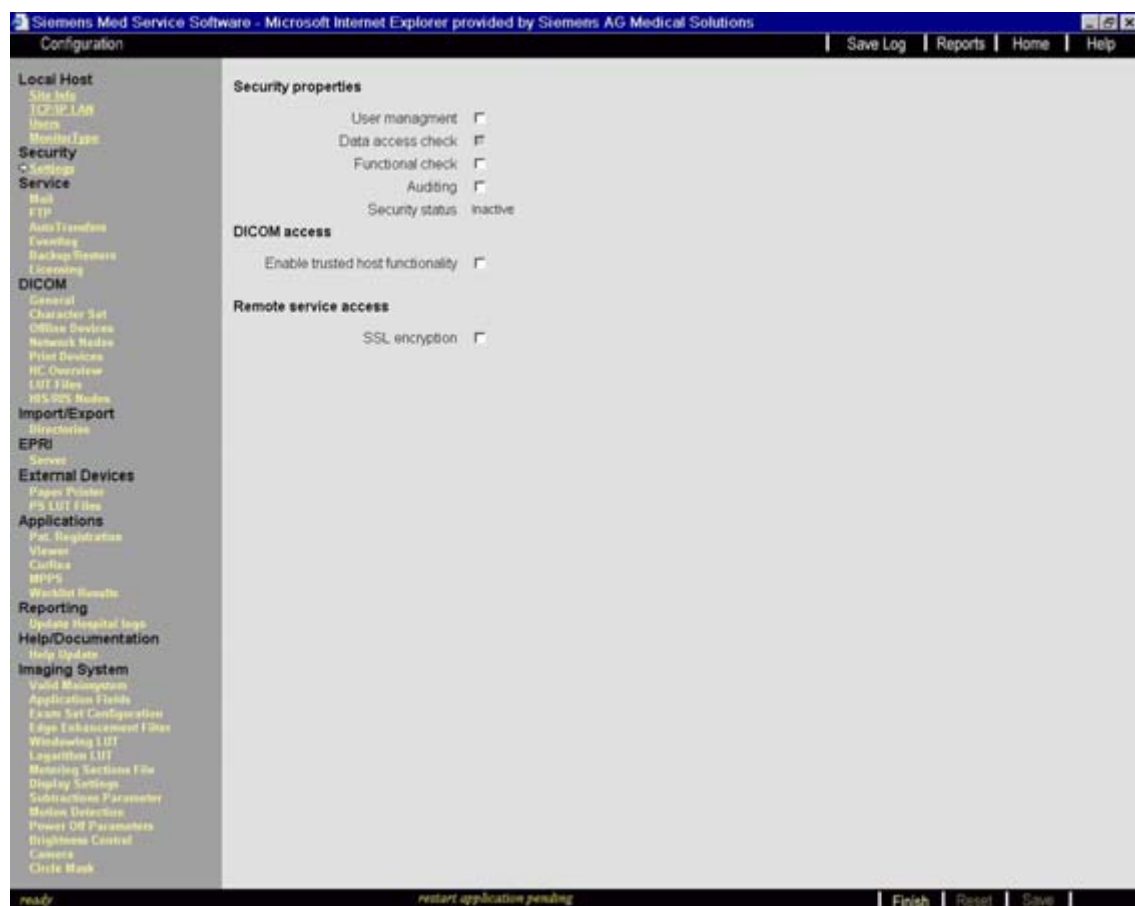 Siemens Med Service Software - Microsoft Internet Explorer provided by Siemens AG Medical Solutions
Configuration
Save Log
Reports
Home
Help
Local Host
Site Info
TCP/IP LAN
Users
MonitorType
Security
Settings
Service
Mail
FTP
AutoTransfers
Eventlog
Backup/Restore
Licensing
DICOM
General
Character Set
Offline Devices
Network Nodes
Print Devices
HC Overview
LUT Files
HIS/RIS Nodes
Import/Export
Directories
EPRI
Server
External Devices
Paper Printer
PS LUT Files
Applications
Pat. Registration
Viewer
MPPS
Worklist Results
Reporting
Update Hospital logo
Help/Documentation
Help Update
Imaging System
Valid Mainsystem
Application Fields
Exam Set Configuration
Edge Enhancement Filter
Windowing LUT
Logarithm LUT
Metering Sections File
Display Settings
Subtractions Parameter
Motion Detection
Power Off Parameters
Brightness Control
Camera
Circle Mask
Security properties
User managment
Data access check
Functional check
Auditing
Security status Inactive
DICOM access
Enable trusted host functionality
Remote service access
SSL encryption
ready
restart application pending
Finish
Reset
Save